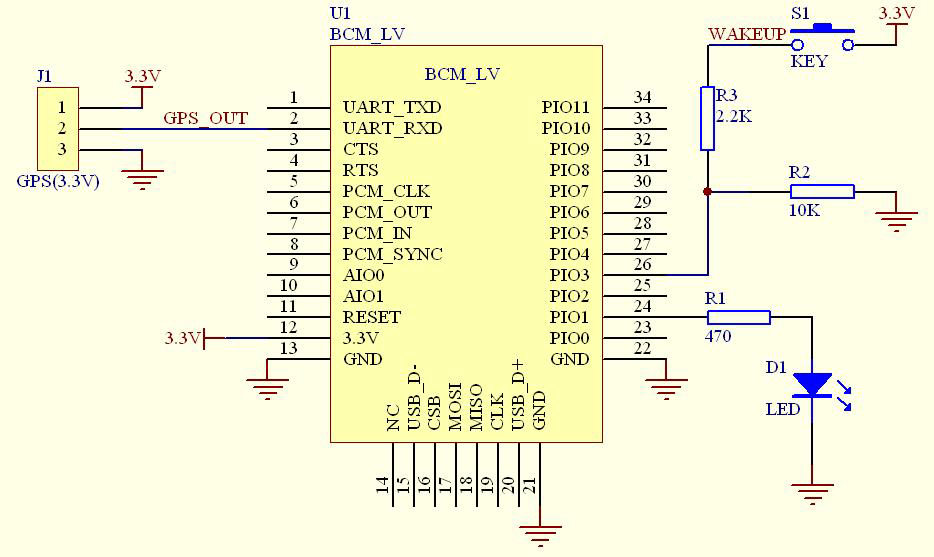 U1
BCM_LV
BCM_LV
J1
3.3V
1
2
3
GPS(3.3V)
GPS_OUT
1 UART_TXD
2 UART_RXD
3 CTS
4 RTS
5 PCM_CLK
6 PCM_OUT
7 PCM_IN
8 PCM_SYNC
9 AIO0
10 AIO1
11 RESET
3.3V 12 3.3V
13 GND
14 NC
15 USB_D-
16 CSB
17 MOSI
18 MISO
19 CLK
20 USB_D+
21 GND
PIO11 34
PIO10 33
PIO9 32
PIO8 31
PIO7 30
PIO6 29
PIO5 28
PIO4 27
PIO3 26
PIO2 25
PIO1 24
PIO0 23
GND 22
WAKEUP
S1
KEY
3.3V
R3
2.2K
R2
10K
R1
470
D1
LED